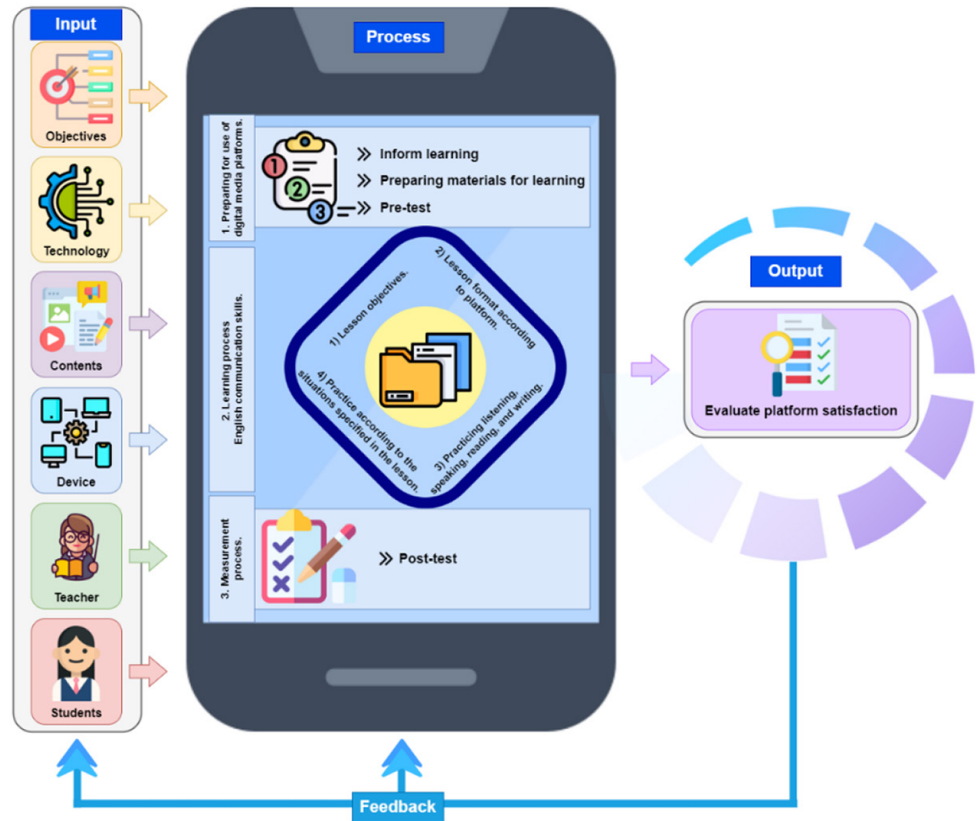 Input
Objectives
Technology
Contents
Device
Teacher
Students
Process
1. Preparing for use of
digital media platforms.
1
2
3
Inform learning
Preparing materials for learning
Pre-test
2. Learning process
English communication skills.
1) Lesson objectives.
2) Lesson format according
to platform.
3) Practicing listening,
speaking, reading, and writing.
4) Practice according to the
situations specified in the lesson.
3. Measurement
process.
Post-test
Output
Evaluate platform satisfaction
Feedback